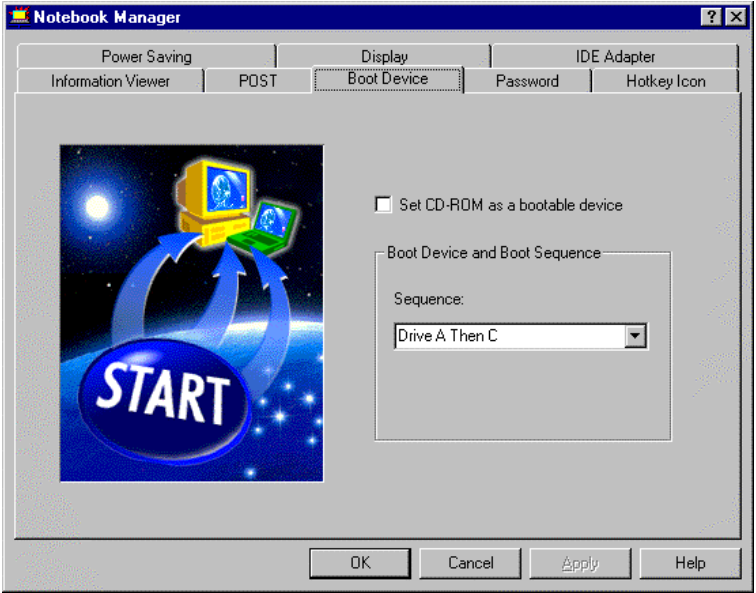 Notebook Manager
Power Saving
Display
IDE Adapter
Information Viewer
POST
Boot Device
Password
Hotkey Icon
Set CD-ROM as a bootable device
Boot Device and Boot Sequence
Sequence:
Drive A Then C
START
OK
Cancel
Apply
Help